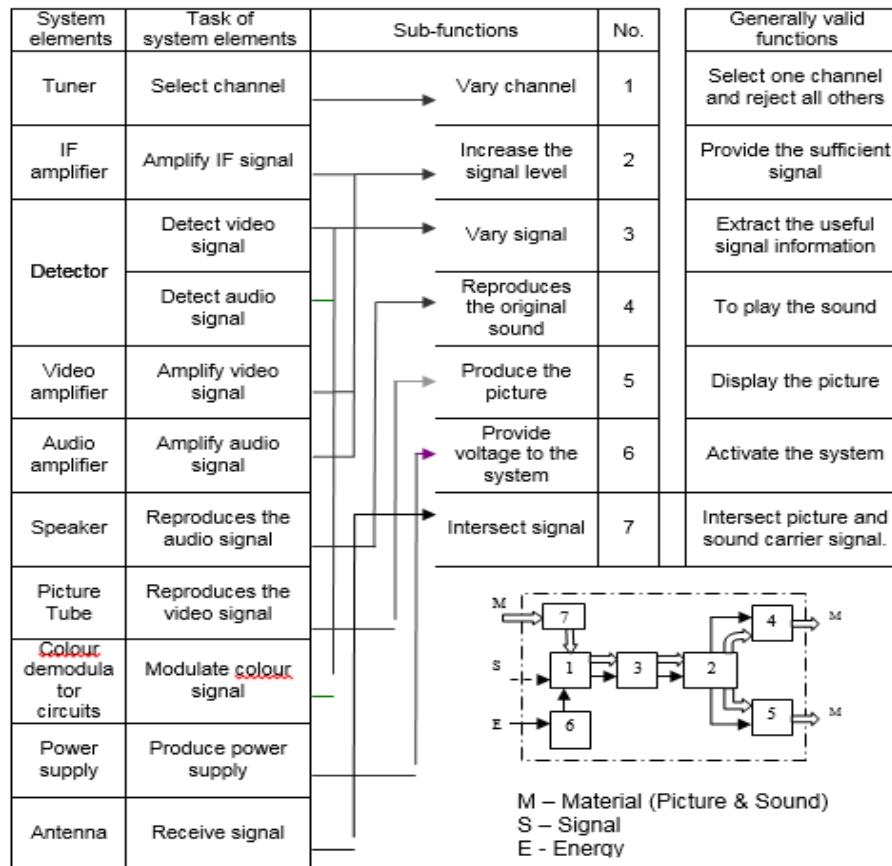 System elements
Task of system elements
Sub-functions
No.
Generally valid functions
Tuner
Select channel
Vary channel
1
Select one channel
and reject all others
IF
amplifier
Amplify IF signal
Increase the
signal level
2
Provide the sufficient
signal
Detector
Detect video
signal
Vary signal
3
Extract the useful
signal information
Detect audio
signal
Reproduces
the original
sound
4
To play the sound
Video
amplifier
Amplify video
signal
Produce the
picture
5
Display the picture
Audio
amplifier
Amplify audio
signal
Provide
voltage to the
system
6
Activate the system
Speaker
Reproduces the
audio signal
Intersect signal
7
Intersect picture and
sound carrier signal.
Picture
Tube
Reproduces the
video signal
Colour
demodula
tor
circuits
Modulate colour
signal
Power
supply
Produce power
supply
Antenna
Receive signal
M
7
4
M
S
1
3
2
E
6
5
M
M – Material (Picture & Sound)
S – Signal
E - Energy